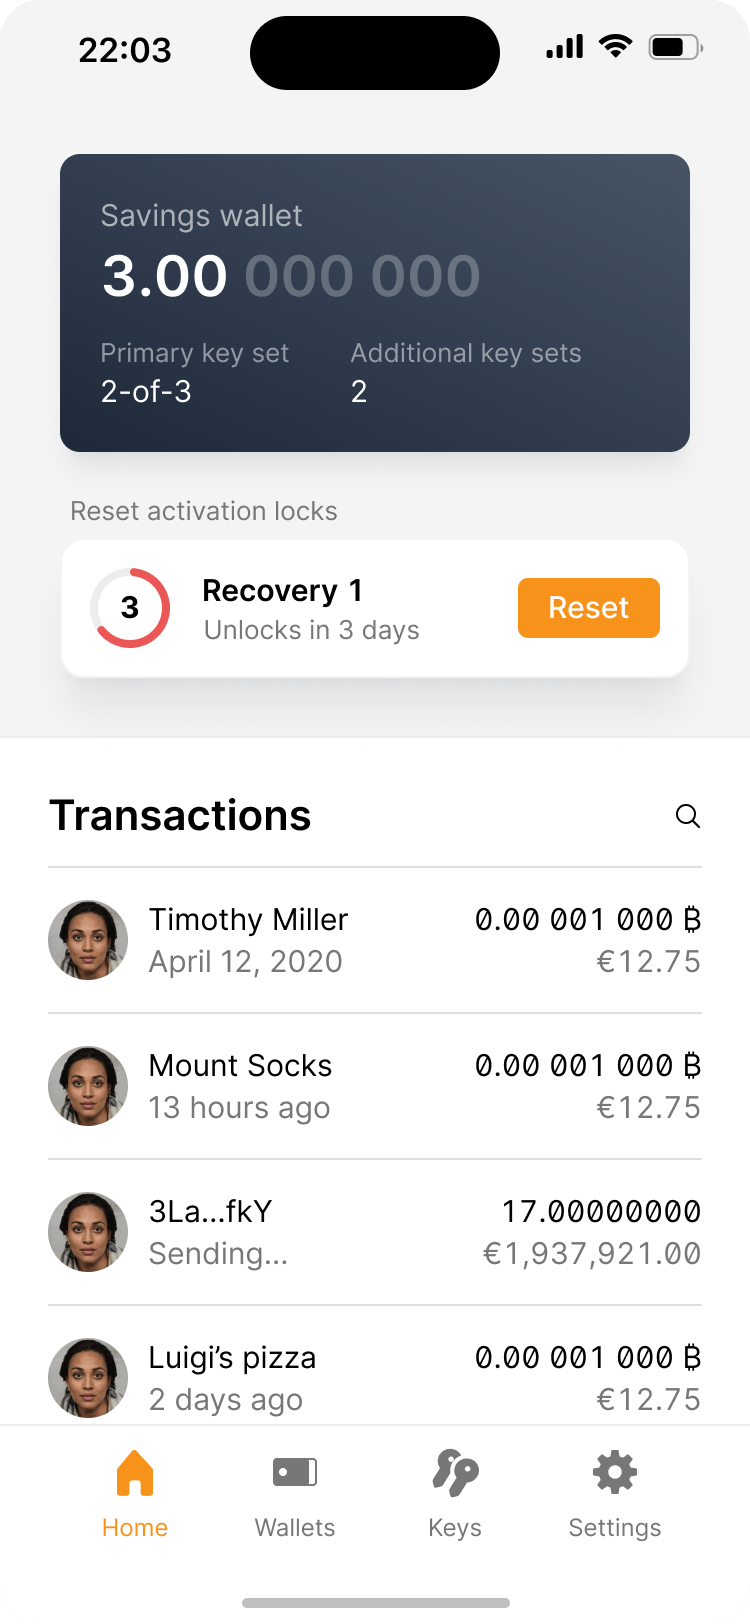 22:03
Savings wallet
3.00 000 000
Primary key set Additional key sets
2-of-3 2
Reset activation locks
3 Recovery 1 Reset
Unlocks in 3 days
Transactions
Timothy Miller 0.00 001 000 ₿
April 12, 2020 €12.75
Mount Socks 0.00 001 000 ₿
13 hours ago €12.75
3La...fkY 17.00000000
Sending... €1,937,921.00
Luigi’s pizza 0.00 001 000 ₿
2 days ago €12.75
Home Wallets Keys Settings